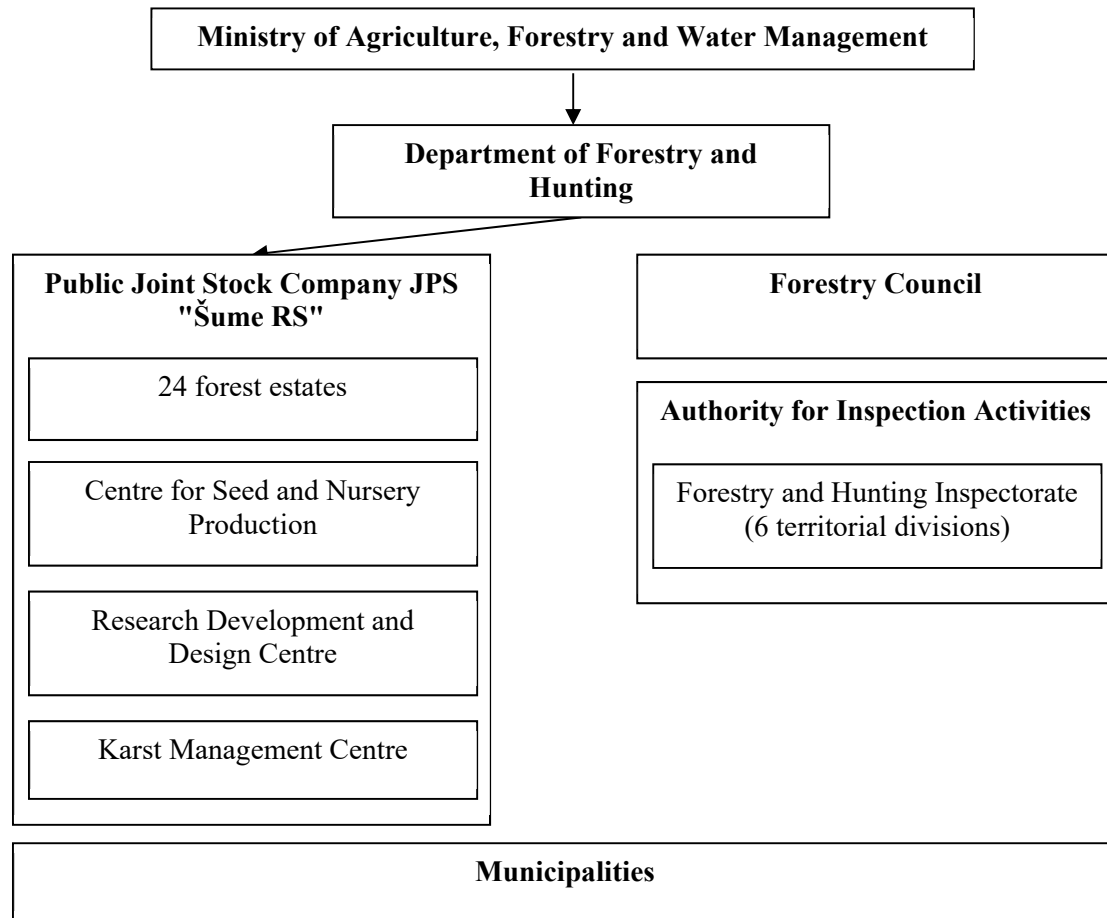 Ministry of Agriculture, Forestry and Water Management
Department of Forestry and
Hunting
Public Joint Stock Company JPS
"Šume RS"
24 forest estates
Centre for Seed and Nursery
Production
Research Development and
Design Centre
Karst Management Centre
Forestry Council
Authority for Inspection Activities
Forestry and Hunting Inspectorate
(6 territorial divisions)
Municipalities